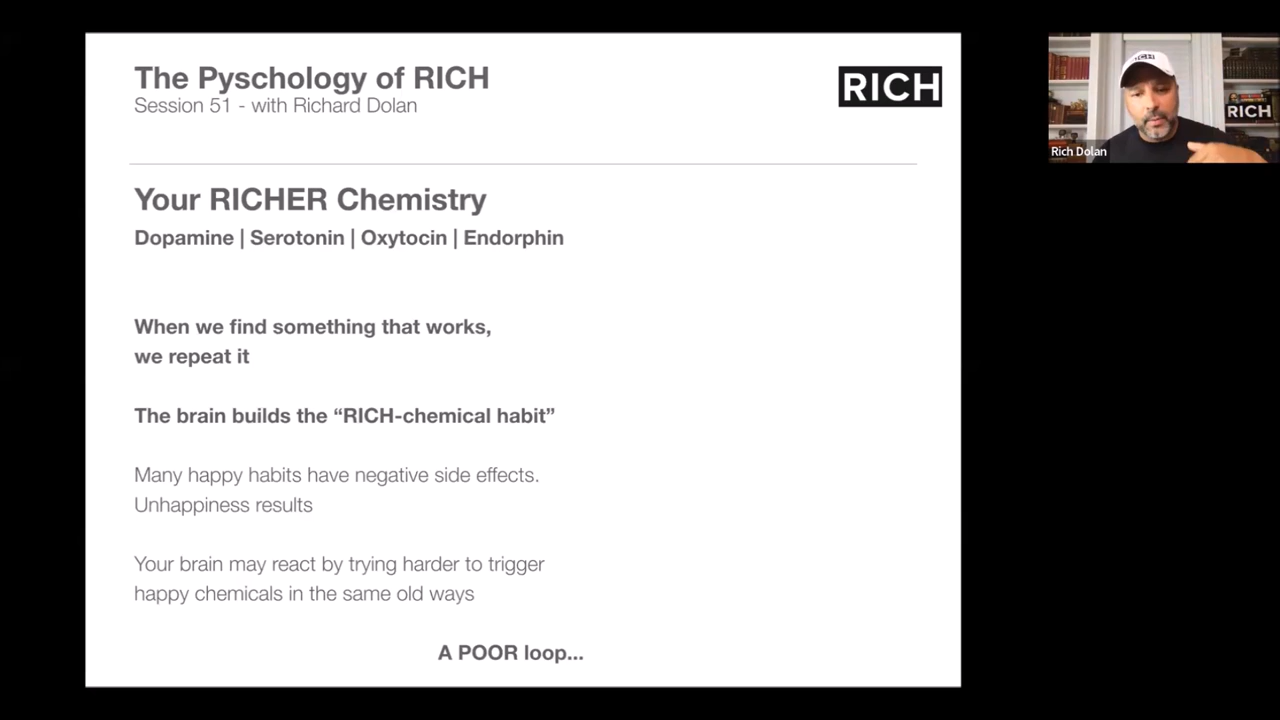 The Pyschology of RICH
Session 51 - with Richard Dolan
RICH
Your RICHER Chemistry
Dopamine | Serotonin | Oxytocin | Endorphin
When we find something that works,
we repeat it
The brain builds the “RICH-chemical habit”
Many happy habits have negative side effects.
Unhappiness results
Your brain may react by trying harder to trigger
happy chemicals in the same old ways
A POOR loop...
RICH
RICH
Rich Dolan